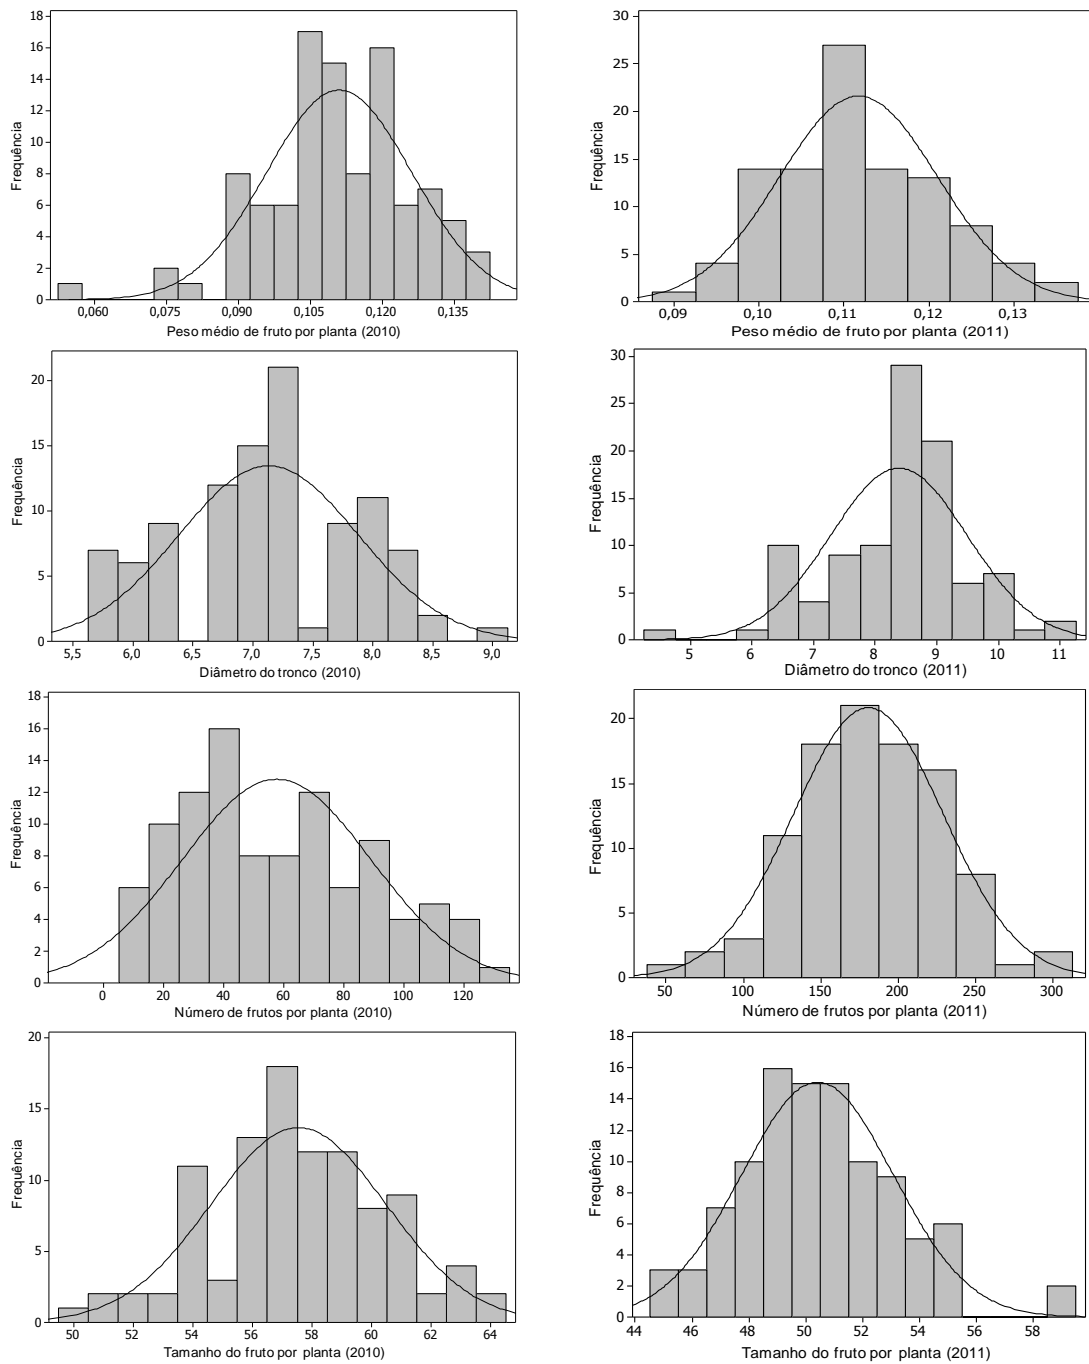 18
16
14
12
10
8
6
4
2
0
Frequência
0,060 0,075 0,090 0,105 0,120 0,135
Peso médio de fruto por planta (2010)
30
25
20
15
10
5
0
Frequência
0,09 0,10 0,11 0,12 0,13
Peso médio de fruto por planta (2011)
20
15
10
5
0
Frequência
5,5 6,0 6,5 7,0 7,5 8,0 8,5 9,0
Diâmetro do tronco (2010)
30
25
20
15
10
5
0
Frequência
5 6 7 8 9 10 11
Diâmetro do tronco (2011)
18
16
14
12
10
8
6
4
2
0
Frequência
0 20 40 60 80 100 120
Número de frutos por planta (2010)
20
15
10
5
0
Frequência
50 100 150 200 250 300
Número de frutos por planta (2011)
20
15
10
5
0
Frequência
50 52 54 56 58 60 62 64
Tamanho do fruto por planta (2010)
18
16
14
12
10
8
6
4
2
0
Frequência
44 46 48 50 52 54 56 58
Tamanho do fruto por planta (2011)